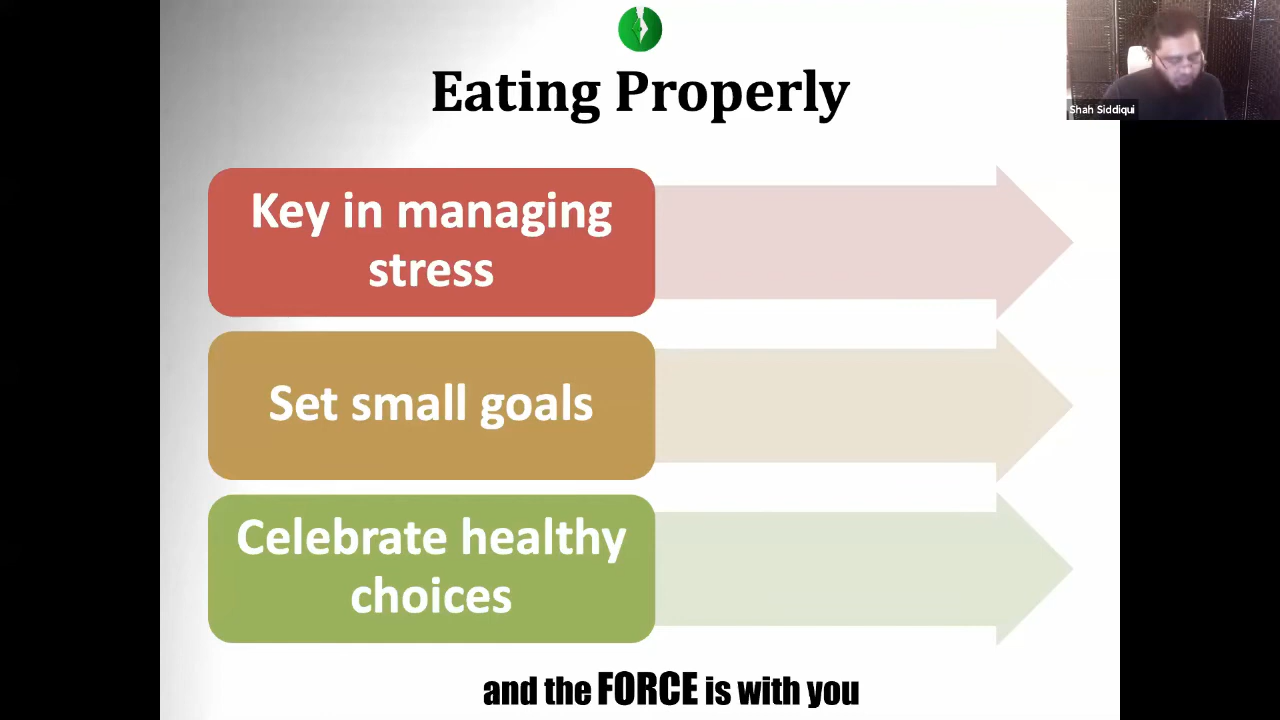 Eating Properly
Shah Siddiqui
Key in managing
stress
Set small goals
Celebrate healthy
choices
and the FORCE is with you